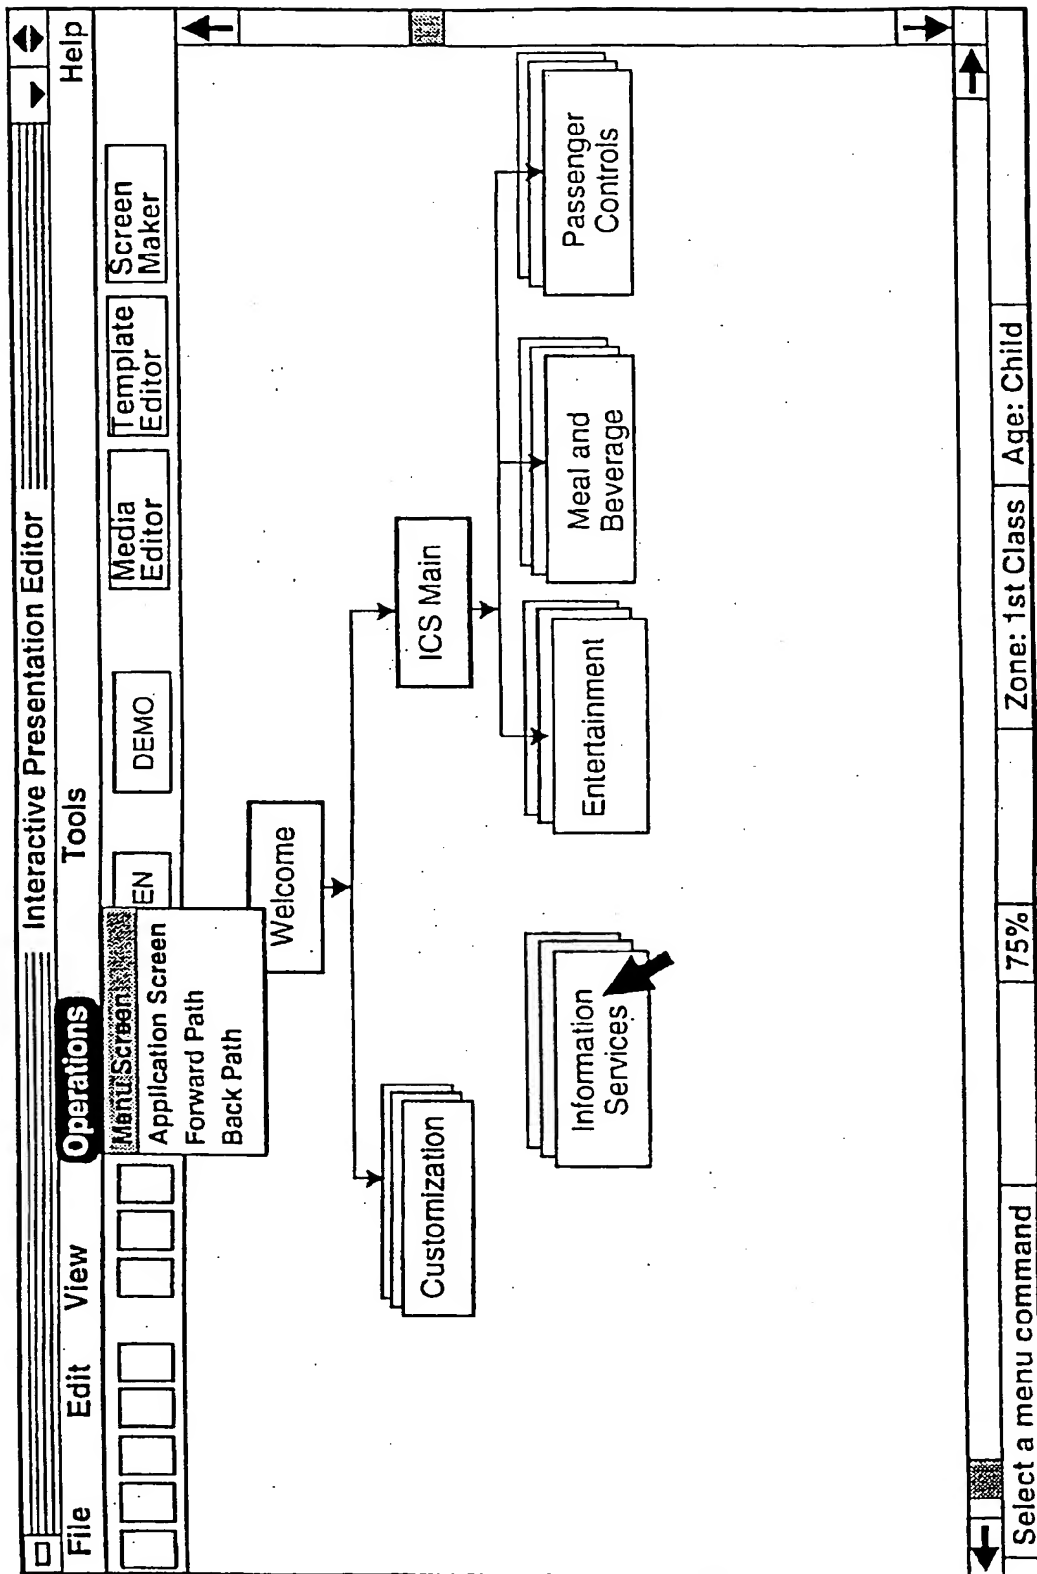 Interactive Presentation Editor
File Edit View Operations Tools Help
Menu Screen
Application Screen
Forward Path
Back Path
EN
DEMO
Media
Editor
Template
Editor
Screen
Maker
Welcome
Customization
ICS Main
Information
Services
Entertainment
Meal and
Beverage
Passenger
Controls
Select a menu command 75% Zone: 1st Class Age: Child